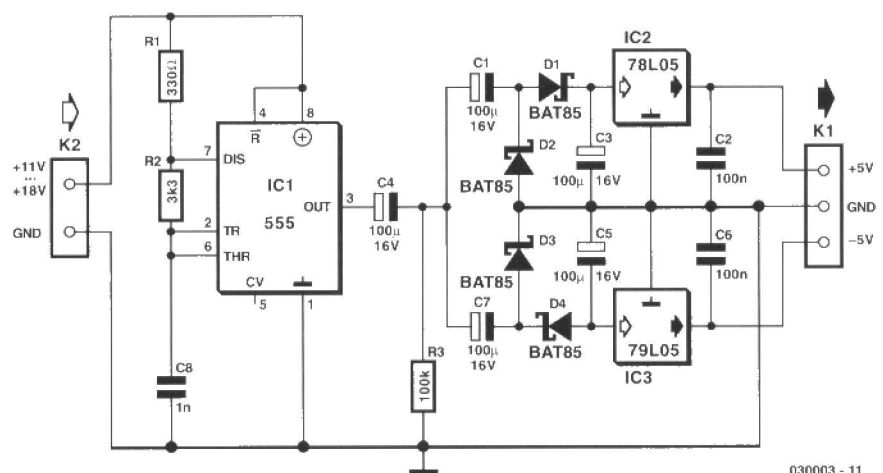 K2
+11V
...
+18V
GND
R1
330Ω
R2
3k3
C8
1n
4
8
R̅
7
DIS
IC1
2
TR
555
OUT
3
6
THR
CV
5
1
C4
100µ
16V
R3
100k
C1
100µ
16V
D1
BAT85
D2
BAT85
C3
100µ
16V
IC2
78L05
C2
100n
D3
BAT85
C5
100µ
16V
C7
100µ
16V
D4
BAT85
79L05
IC3
C6
100n
K1
+5V
GND
-5V
030003 - 11